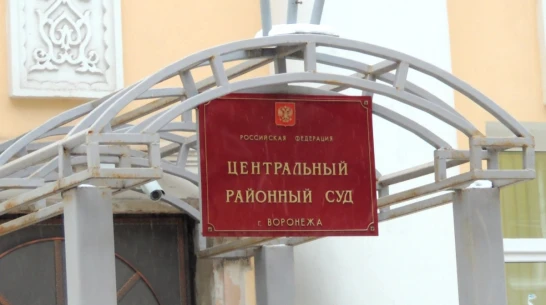 РОССИЙСКАЯ ФЕДЕРАЦИЯ
ЦЕНТРАЛЬНЫЙ
РАЙОННЫЙ СУД
г. ВОРОНЕЖА